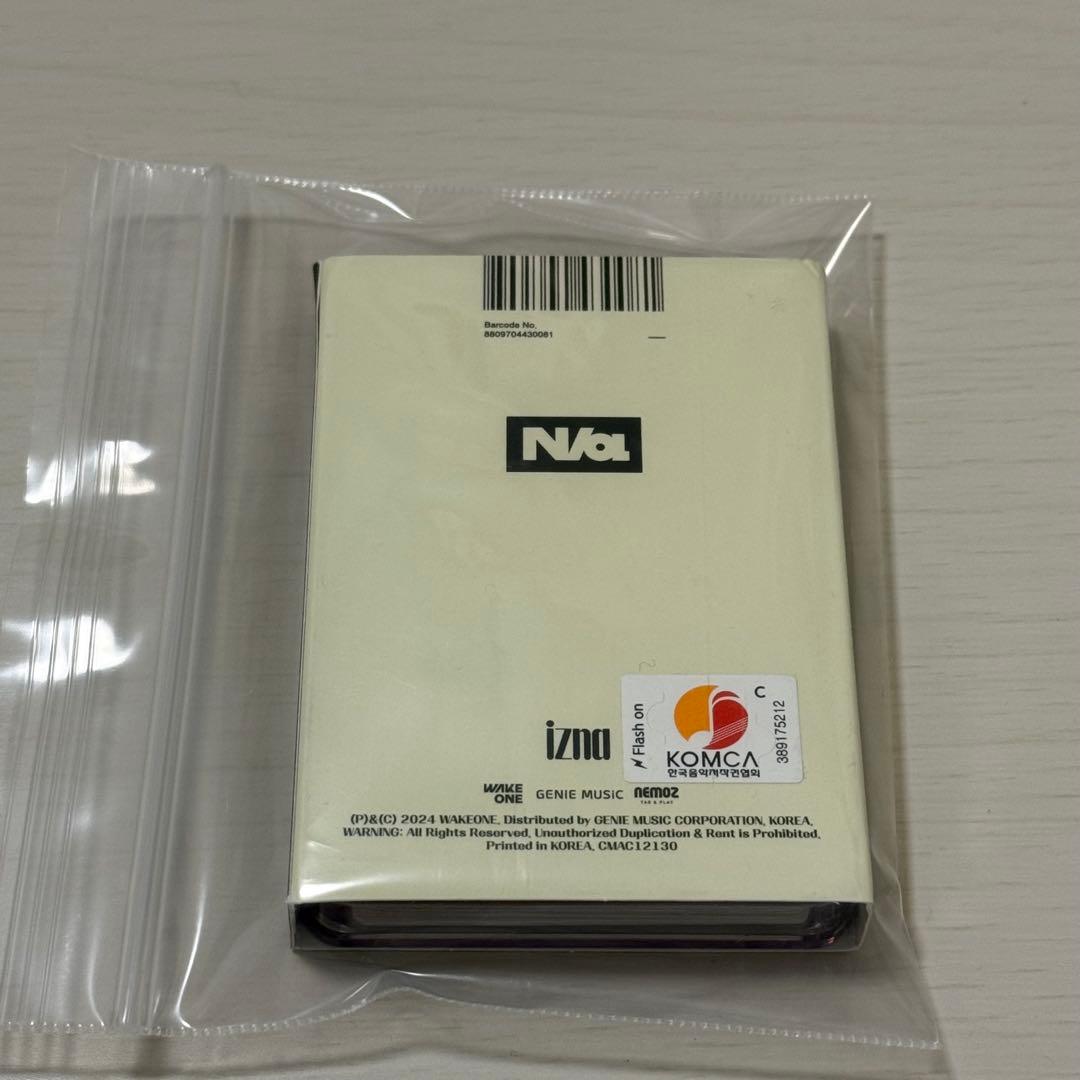 Barcode No.
8809704430081
N/a
izna
Flash on
C
389175212
KOMCA
한국음악저작권협회
WAKE
ONE
GENIE MUSIC
NEMOZ
TAG & PLAY
(P)&(C) 2024 WAKEONE, Distributed by GENIE MUSIC CORPORATION, KOREA.
WARNING: All Rights Reserved. Unauthorized Duplication & Rent is Prohibited.
Printed in KOREA. CMAC12130